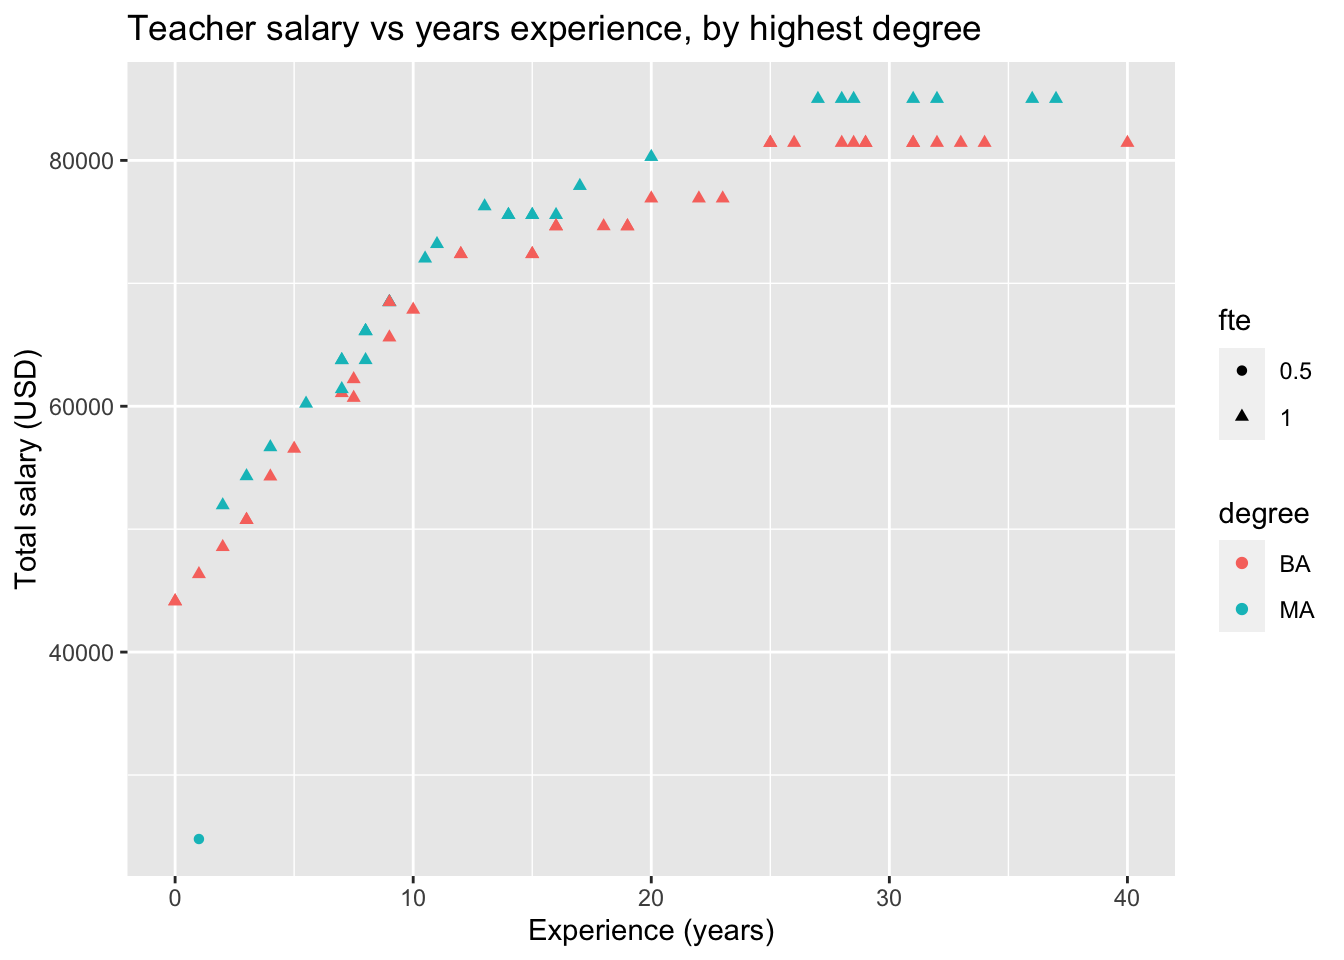 Teacher salary vs years experience, by highest degree
Total salary (USD)
80000
60000
40000
0
10
20
30
40
Experience (years)
fte
0.5
1
degree
BA
MA